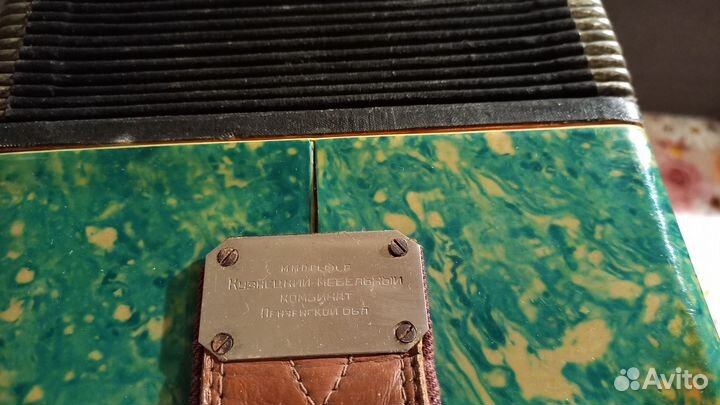 Кузнецкий мебельный
комбинат
Пензенской обл
Avito